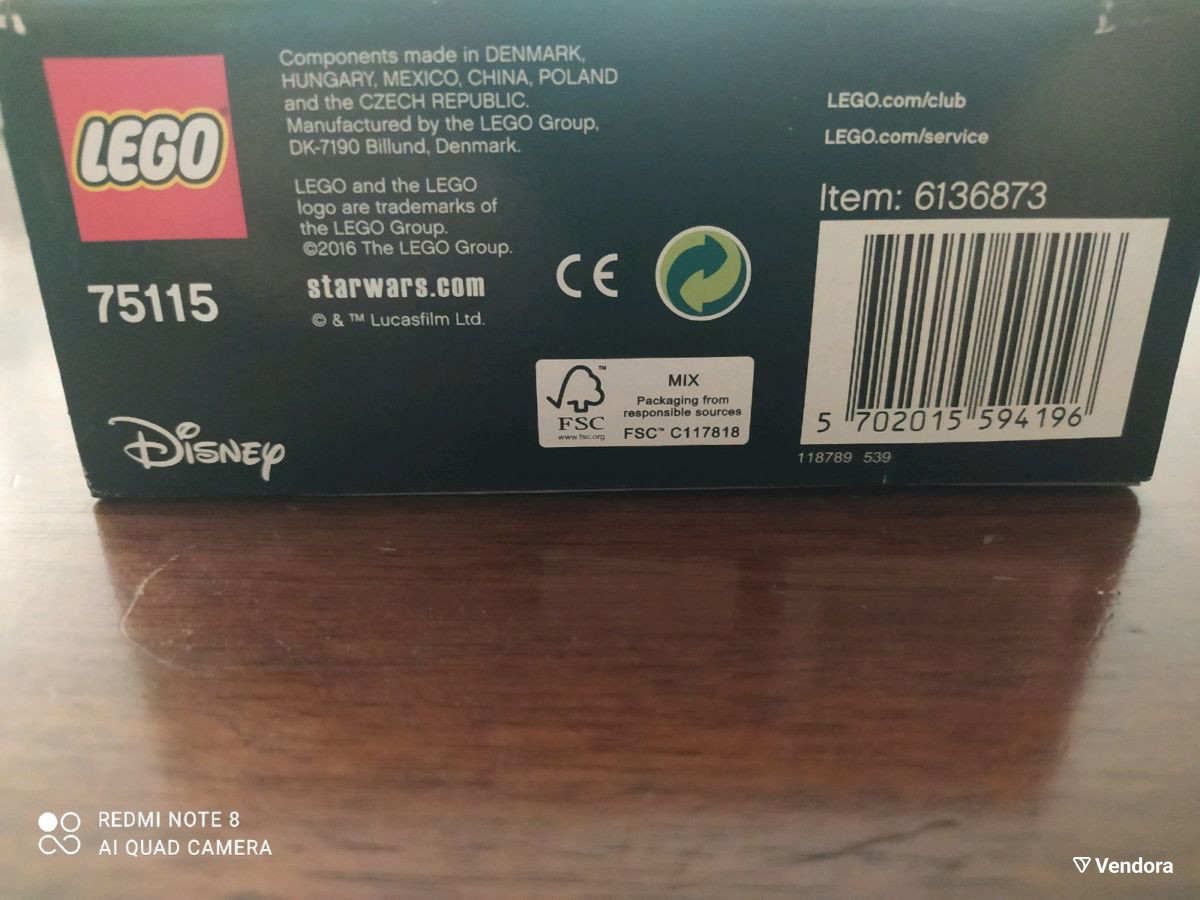 LEGO
Components made in DENMARK,
HUNGARY, MEXICO, CHINA, POLAND
and the CZECH REPUBLIC.
Manufactured by the LEGO Group,
DK-7190 Billund, Denmark.
LEGO and the LEGO
logo are trademarks of
the LEGO Group.
©2016 The LEGO Group.
75115
starwars.com
© & ™ Lucasfilm Ltd.
Disney
CE
FSC™
www.fsc.org
MIX
Packaging from
responsible sources
FSC™ C117818
LEGO.com/club
LEGO.com/service
Item: 6136873
5 702015 594196
118789 539
REDMI NOTE 8
AI QUAD CAMERA
Vendora